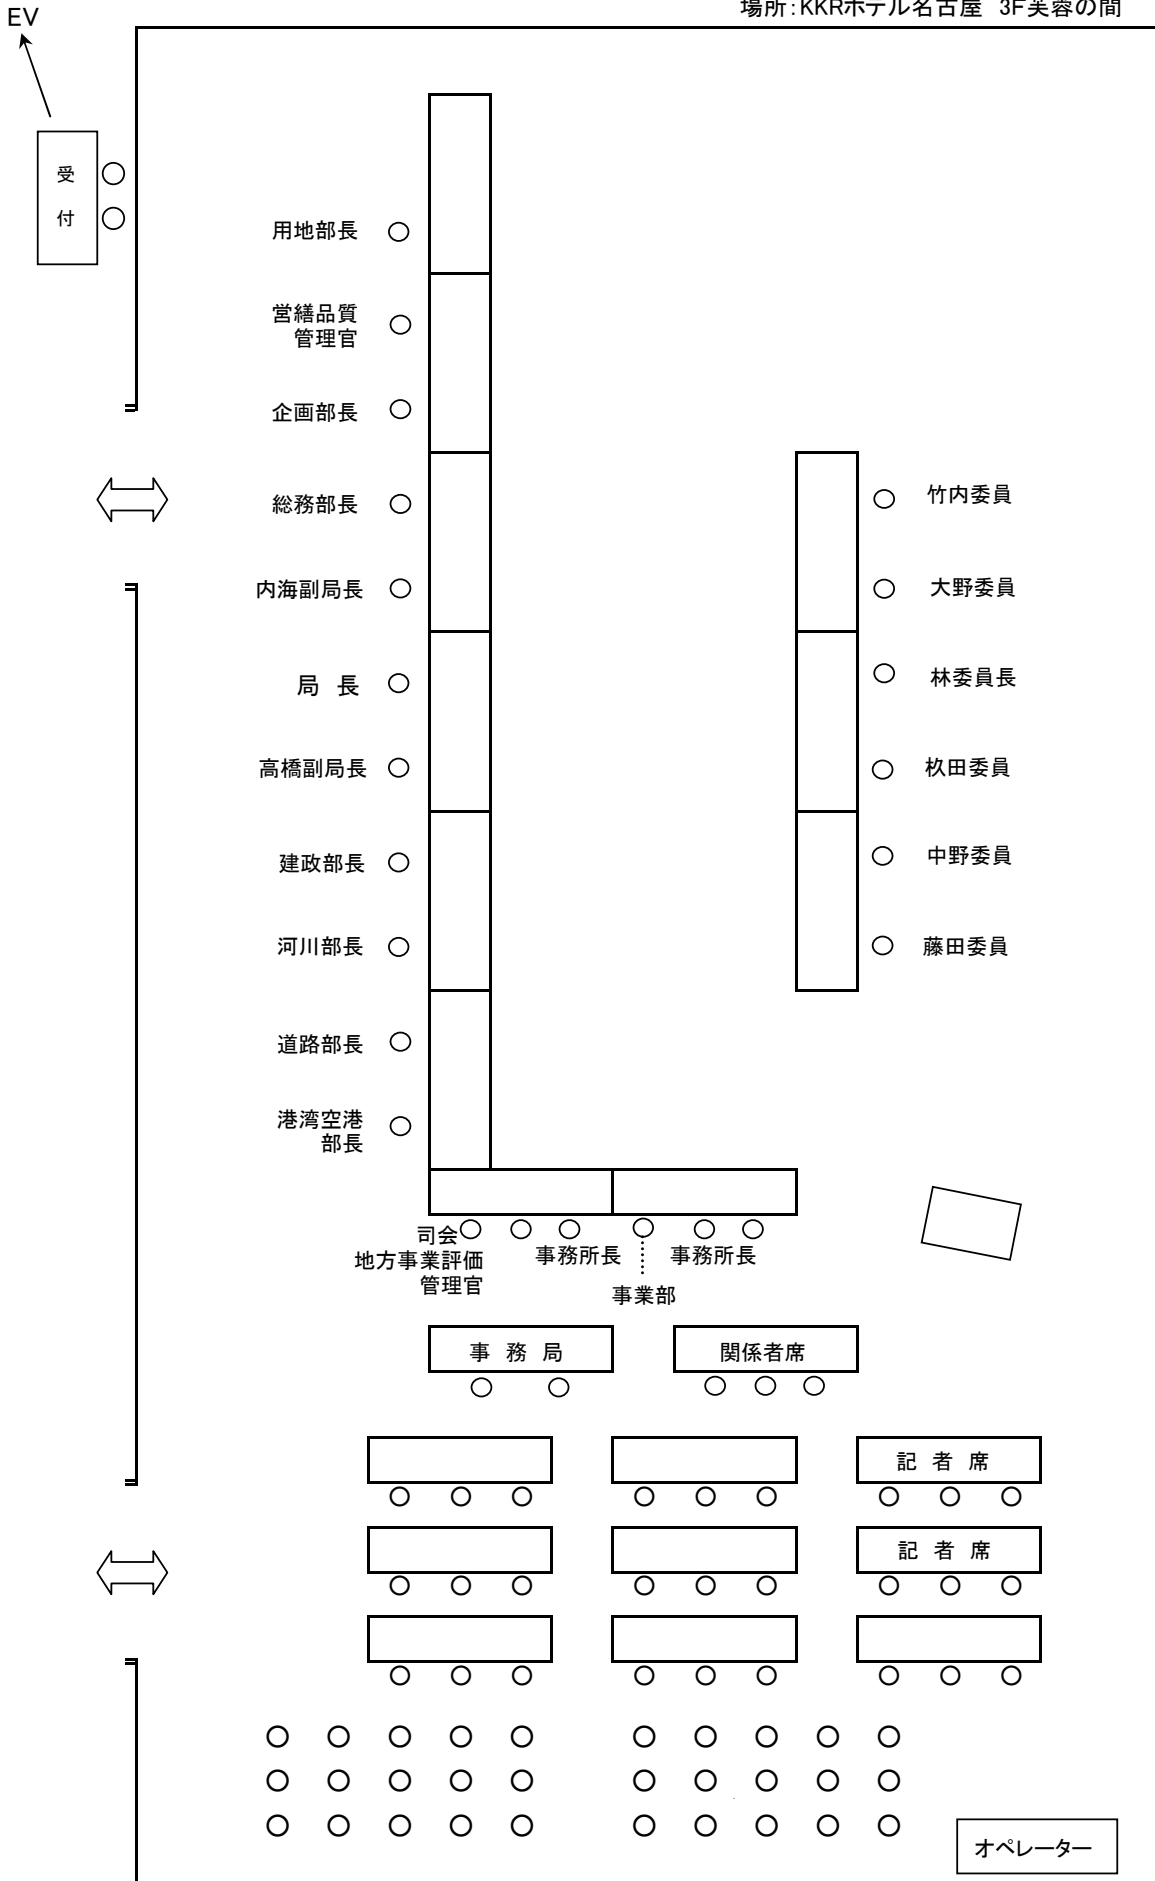 場所：KKRホテル名古屋　3F芙蓉の間
EV
受
付
用地部長
営繕品質
管理官
企画部長
総務部長
内海副局長
局　長
高橋副局長
建政部長
河川部長
道路部長
港湾空港
部長
竹内委員
大野委員
林委員長
杁田委員
中野委員
藤田委員
司会
地方事業評価
管理官
事務所長
事業部
事務所長
事　務　局
関係者席
記　者　席
記　者　席
オペレーター